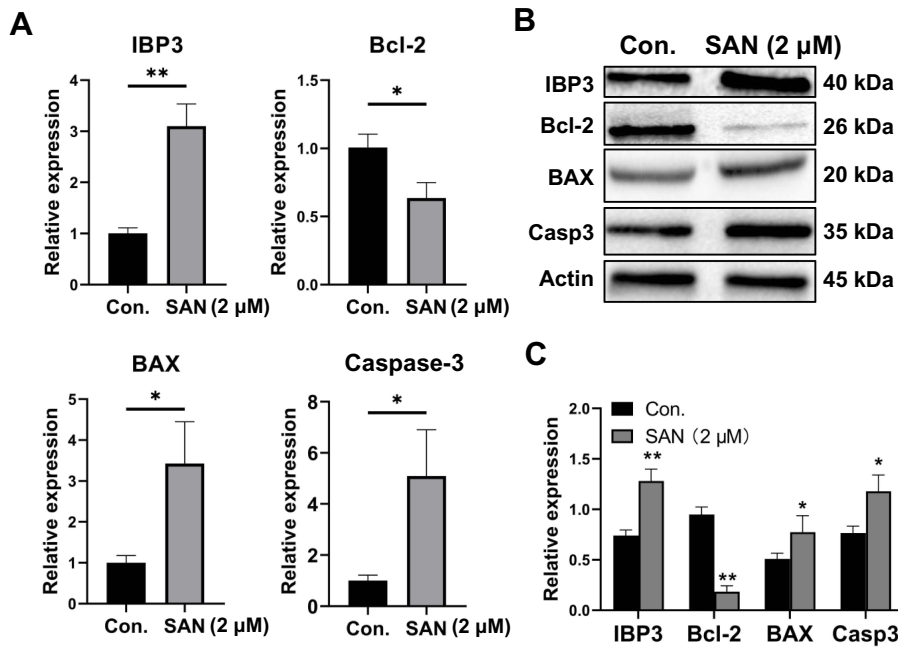 A
IBP3
**
Relative expression
4
3
2
1
0
Con.
SAN (2 μM)
Bcl-2
*
Relative expression
1.5
1.0
0.5
0.0
Con.
SAN (2 μM)
BAX
*
Relative expression
5
4
3
2
1
0
Con.
SAN (2 μM)
Caspase-3
*
Relative expression
8
6
4
2
0
Con.
SAN (2 μM)
B
Con. SAN (2 μM)
IBP3 40 kDa
Bcl-2 26 kDa
BAX 20 kDa
Casp3 35 kDa
Actin 45 kDa
C
Con.
SAN (2 μM)
Relative expression
2.0
1.5
1.0
0.5
0.0
**
**
*
*
IBP3 Bcl-2 BAX Casp3